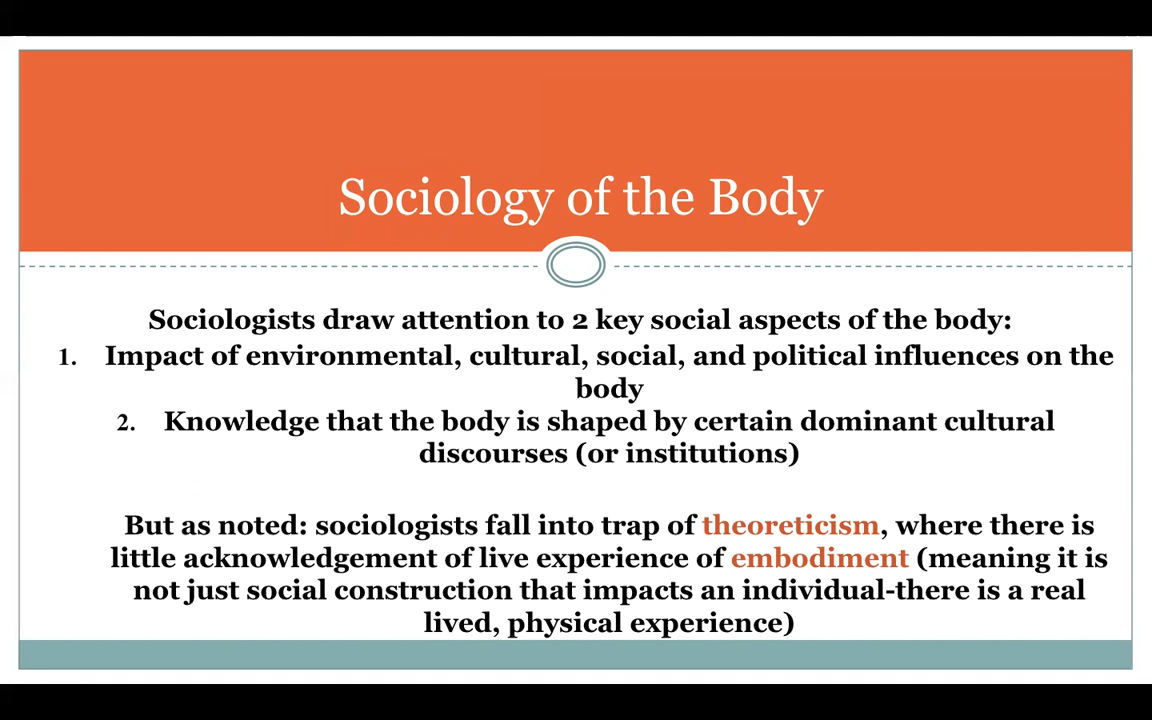 Sociology of the Body
Sociologists draw attention to 2 key social aspects of the body:
1. Impact of environmental, cultural, social, and political influences on the
body
2. Knowledge that the body is shaped by certain dominant cultural
discourses (or institutions)
But as noted: sociologists fall into trap of theoreticism, where there is
little acknowledgement of live experience of embodiment (meaning it is
not just social construction that impacts an individual-there is a real
lived, physical experience)